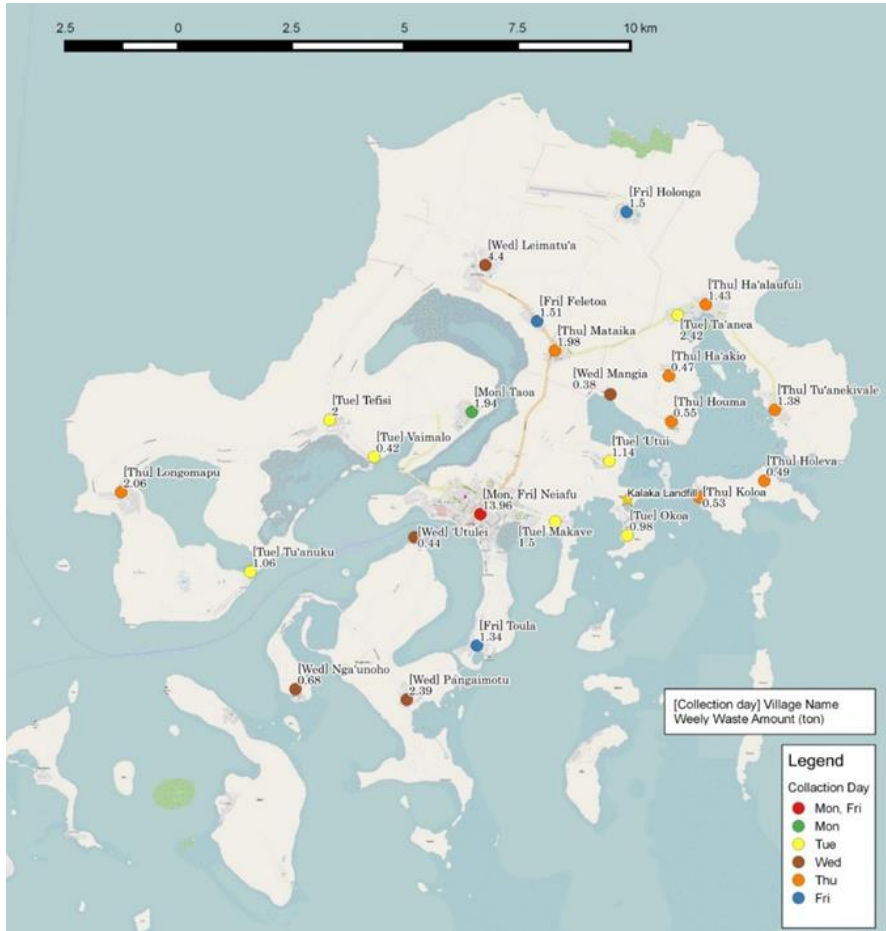 2.5 0 2.5 5 7.5 10 km
[Fri] Holonga
1.5
[Wed] Leimatu'a
4.4
[Thu] Ha'alaufuli
1.43
[Fri] Feletoa
1.51
[Tue] Ta'anea
2.42
[Thu] Mataika
1.98
[Thu] Ha'akio
0.47
[Wed] Mangia
0.38
[Thu] Tu'anekivale
1.38
[Tue] Tefisi
2
[Mon] Taoa
1.94
[Thu] Houma
0.55
[Tue] Vaimalo
0.42
[Tue] 'Utui
1.14
[Thu] Longomapu
2.06
[Thu] Holeva
0.49
[Mon, Fri] Neiafu
13.96
Kalaka Landfill
[Thu] Koloa
0.53
[Tue] Okoa
0.98
[Wed] 'Utulei
0.44
[Tue] Makave
1.5
[Tue] Tu'anuku
1.06
[Fri] Toula
1.34
[Wed] Nga'unoho
0.68
[Wed] Pangaimotu
2.39
[Collection day] Village Name
Weely Waste Amount (ton)
Legend
Collaction Day
Mon, Fri
Mon
Tue
Wed
Thu
Fri